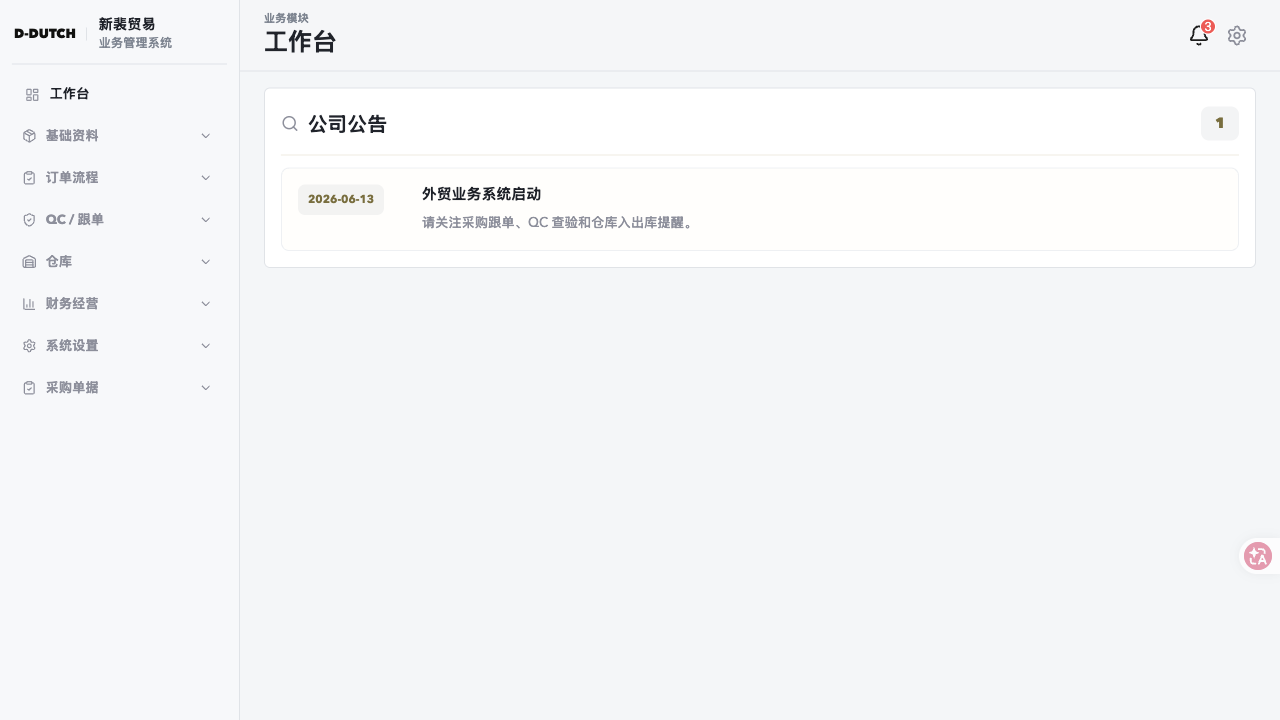 D-DUTCH
新裴贸易
业务管理系统
工作台
基础资料
订单流程
QC / 跟单
仓库
财务经营
系统设置
采购单据
业务模块
工作台
3
公司公告
1
2026-06-13
外贸业务系统启动
请关注采购跟单、QC 查验和仓库入出库提醒。